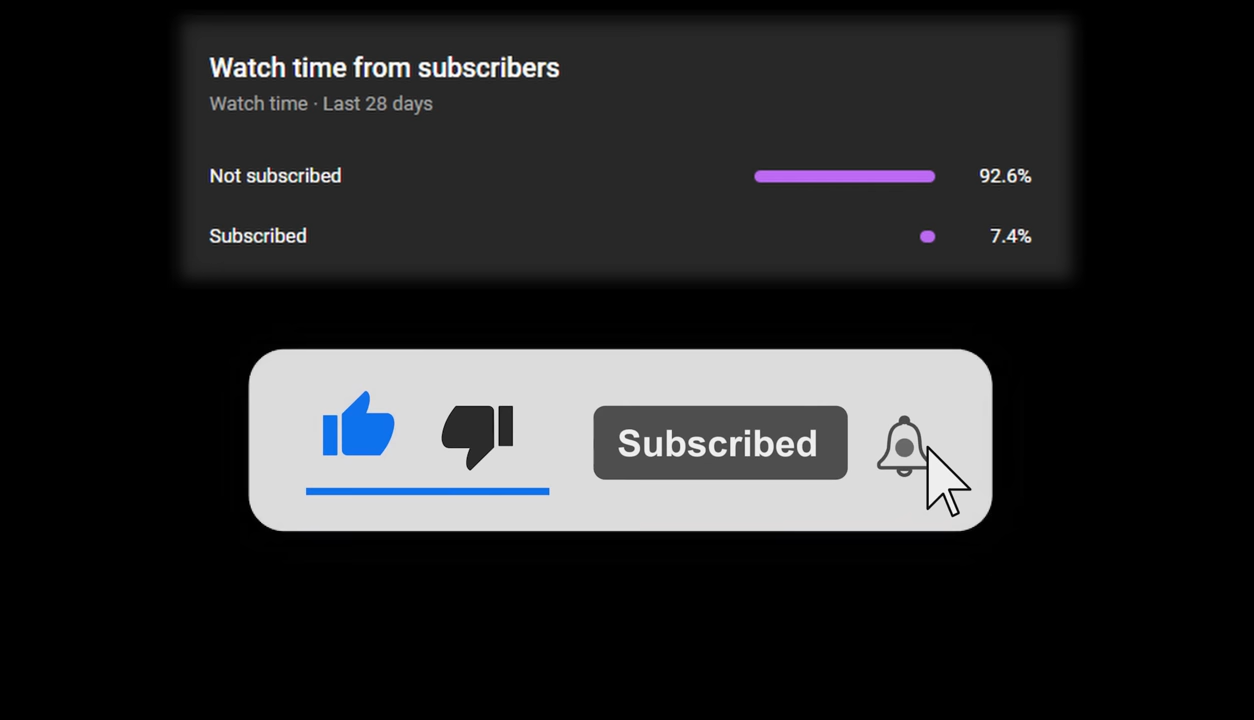 Watch time from subscribers
Watch time · Last 28 days
Not subscribed 92.6%
Subscribed 7.4%
Subscribed